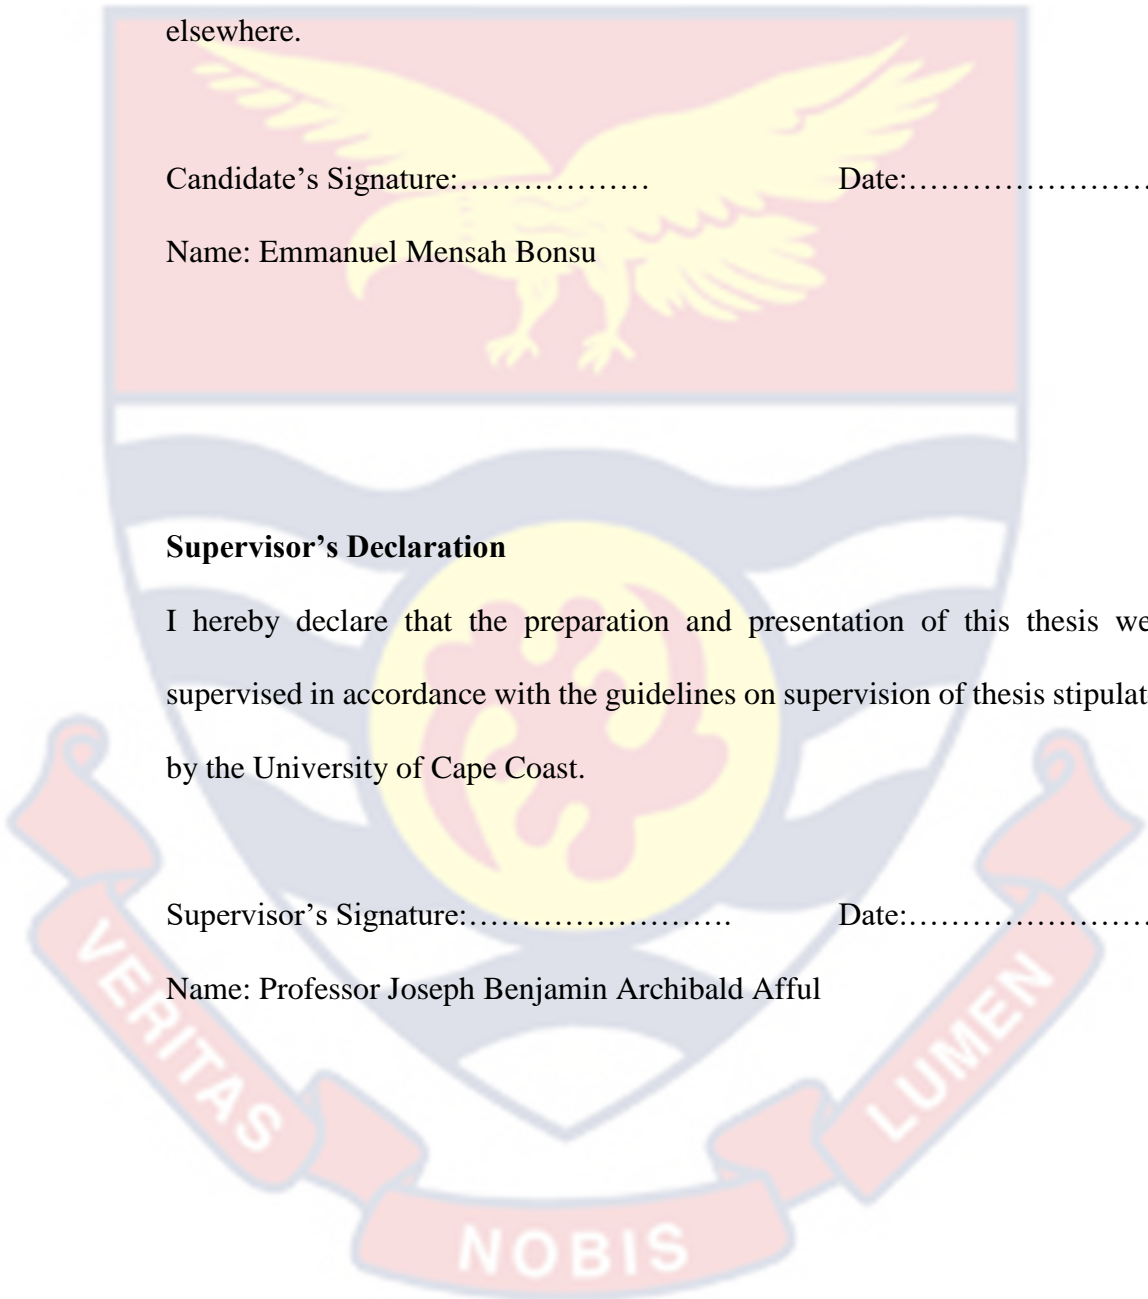 elsewhere.
Candidate’s Signature:……………… Date:……………………
Name: Emmanuel Mensah Bonsu
Supervisor’s Declaration
I hereby declare that the preparation and presentation of this thesis we
supervised in accordance with the guidelines on supervision of thesis stipulat
by the University of Cape Coast.
Supervisor’s Signature:……………………. Date:……………………
Name: Professor Joseph Benjamin Archibald Afful
VERITAS
NOBIS
LUMEN